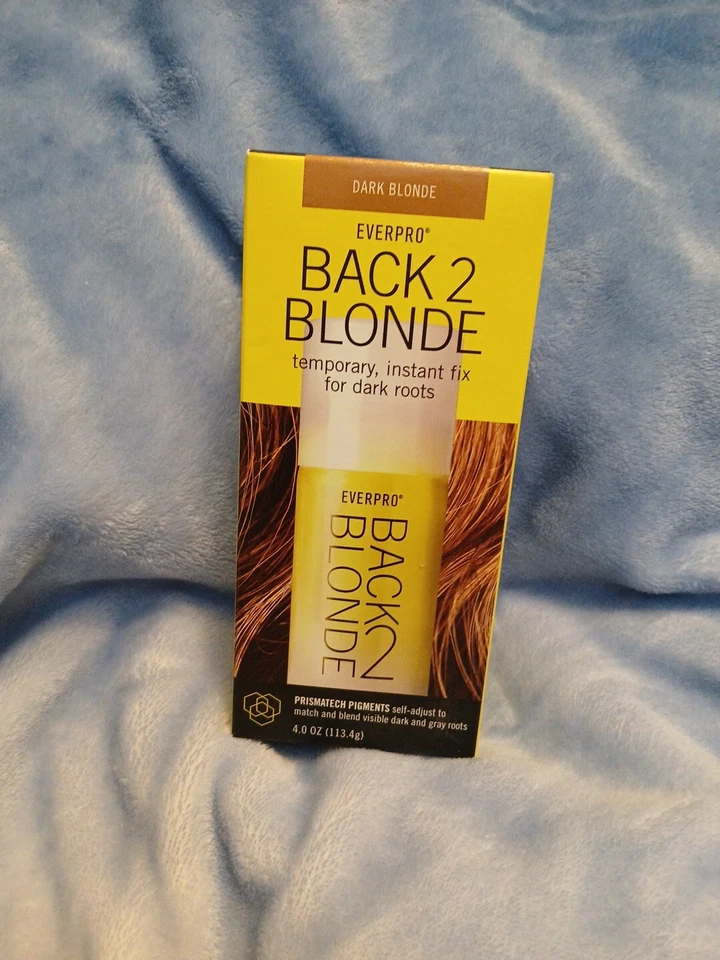 DARK BLONDE
EVERPRO®
BACK 2
BLONDE
temporary, instant fix
for dark roots
EVERPRO®
BACK2
BLONDE
PRISMATECH PIGMENTS self-adjust to
match and blend visible dark and gray roots
4.0 OZ (113.4g)